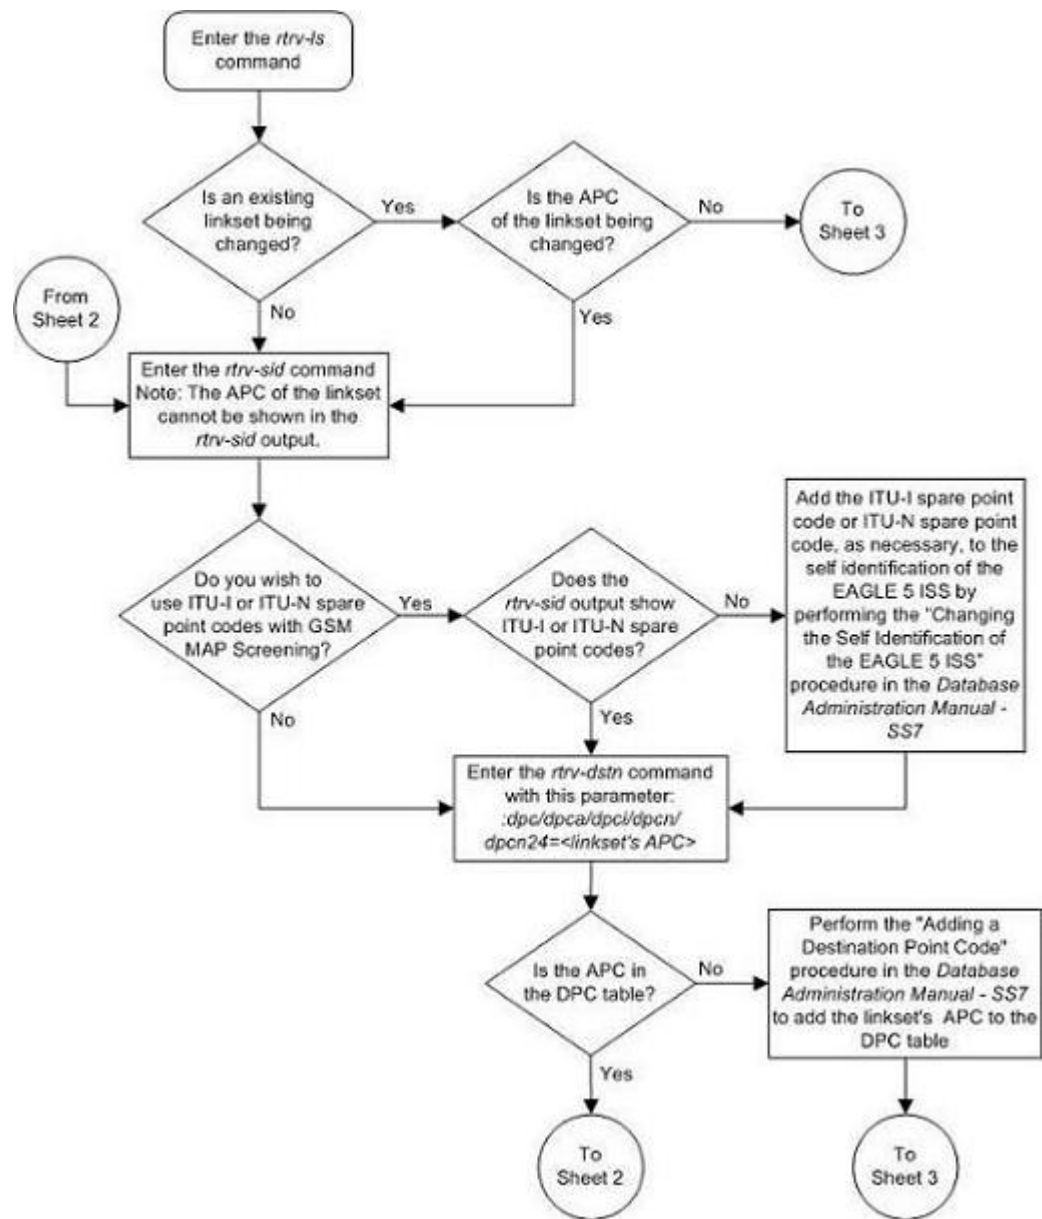 Enter the rtrv-ls
command
Is an existing
linkset being
changed?
Yes
Is the APC
of the linkset being
changed?
No
To
Sheet 3
From
Sheet 2
No
Yes
Enter the rtrv-sid command
Note: The APC of the linkset
cannot be shown in the
rtrv-sid output.
Do you wish to
use ITU-I or ITU-N spare
point codes with GSM
MAP Screening?
Yes
Does the
rtrv-sid output show
ITU-I or ITU-N spare
point codes?
No
Add the ITU-I spare point
code or ITU-N spare point
code, as necessary, to the
self identification of the
EAGLE 5 ISS by
performing the "Changing
the Self Identification of
the EAGLE 5 ISS"
procedure in the Database
Administration Manual -
SS7
No
Yes
Enter the rtrv-dstn command
with this parameter:
:dpc/dpca/dpci/dpcn/
dpcn24=<linkset's APC>
Is the APC in
the DPC table?
No
Perform the "Adding a
Destination Point Code"
procedure in the Database
Administration Manual - SS7
to add the linkset's APC to the
DPC table
Yes
To
Sheet 2
To
Sheet 3